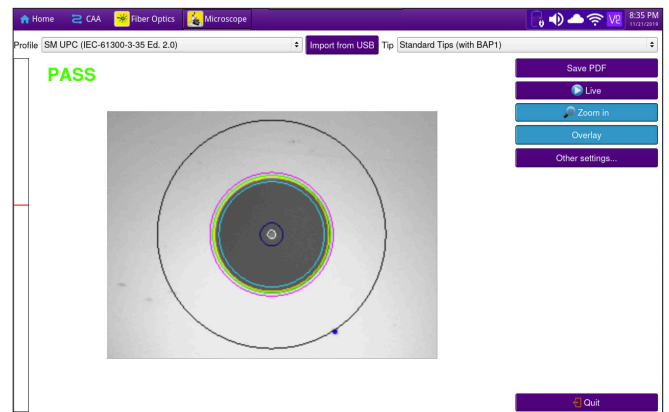 Home CAA Fiber Optics Microscope V2 8:35 PM
11/21/2019
Profile SM UPC (IEC-61300-3-35 Ed. 2.0) Import from USB Tip Standard Tips (with BAP1)
PASS
Save PDF
Live
Zoom in
Overlay
Other settings...
Quit